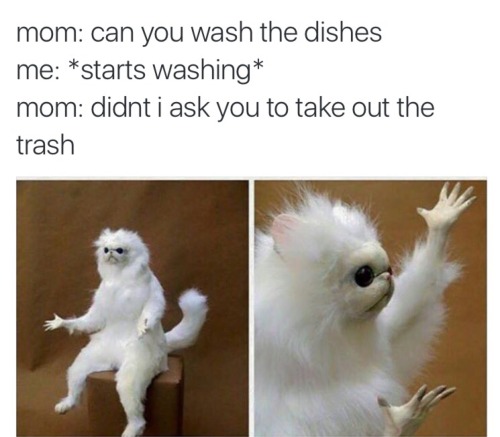 mom: can you wash the dishes
me: *starts washing*
mom: didnt i ask you to take out the
trash